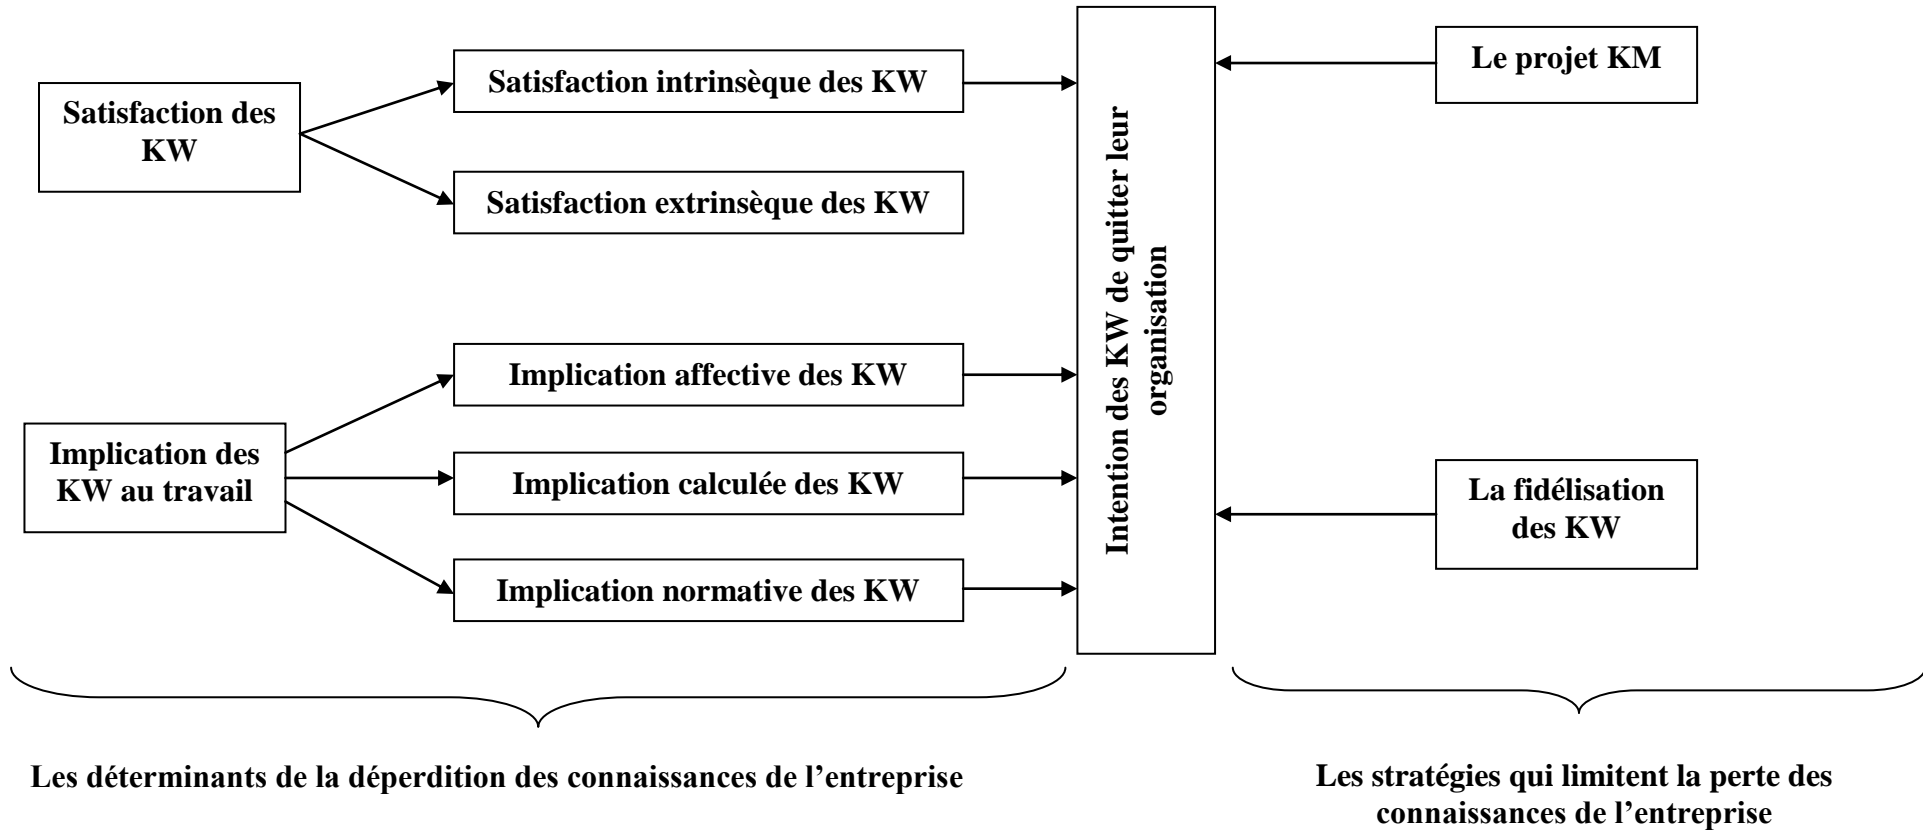 Satisfaction des
KW
Satisfaction intrinsèque des KW
Satisfaction extrinsèque des KW
Implication des
KW au travail
Implication affective des KW
Implication calculée des KW
Implication normative des KW
Intention des KW de quitter leur
organisation
Le projet KM
La fidélisation
des KW
Les déterminants de la déperdition des connaissances de l’entreprise
Les stratégies qui limitent la perte des
connaissances de l’entreprise